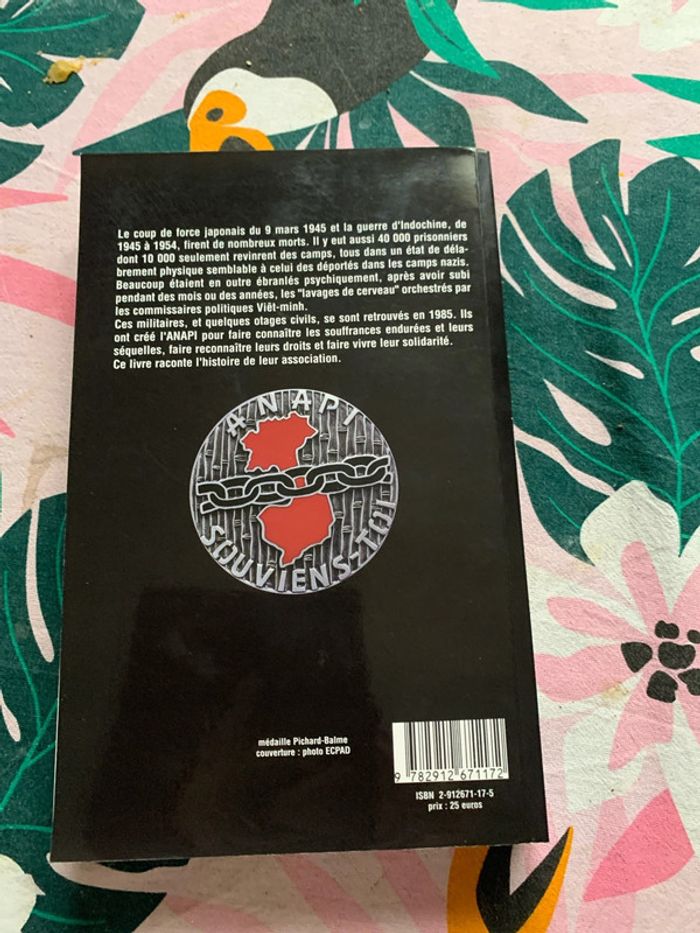 Le coup de force japonais du 9 mars 1945 et la guerre d'Indochine, de
1945 à 1954, firent de nombreux morts. Il y eut aussi 40 000 prisonniers
dont 10 000 seulement revinrent des camps, tous dans un état de déla-
brement physique semblable à celui des déportés dans les camps nazis.
Beaucoup étaient en outre ébranlés psychiquement, après avoir subi
pendant des mois ou des années, les "lavages de cerveau" orchestrés par
les commissaires politiques Viêt-minh.
Ces militaires, et quelques otages civils, se sont retrouvés en 1985. Ils
ont créé l'ANAPI pour faire connaître les souffrances endurées et leurs
séquelles, faire reconnaître leurs droits et faire vivre leur solidarité.
Ce livre raconte l'histoire de leur association.
ANAPI
SOUVIENS-TOI
médaille Pichard-Balme
couverture : photo ECPAD
9 782912 671172
ISBN 2-912671-17-5
prix : 25 euros